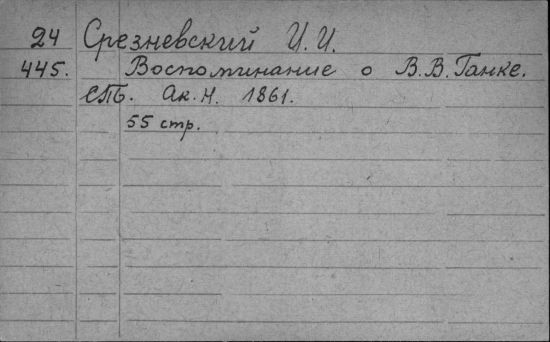 24 Срезневский И. И.
445. Воспоминание о В. В. Ганке.
СПБ. Ак. Н. 1861.
55 стр.